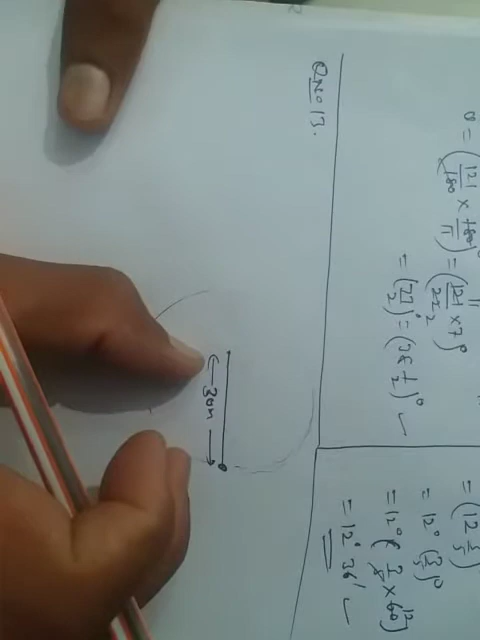 θ = (121/180 × 180/π)° = (121/22 × 7)°
= (77/2)° = (38 1/2)° ✓
= (12 3/5)
= 12° (3/5)°
= 12° (3/5 × 60)
12
= 12° 36′ ✓
Q.No 13.
←30m→